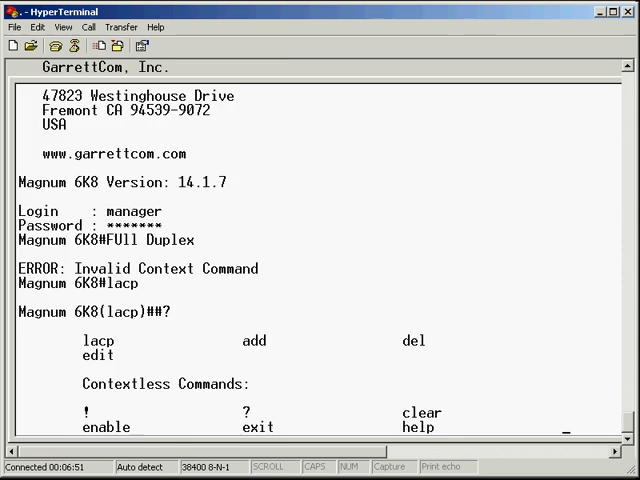 . - HyperTerminal
File Edit View Call Transfer Help
GarrettCom, Inc.
47823 Westinghouse Drive
Fremont CA 94539-9072
USA
www.garrettcom.com
Magnum 6K8 Version: 14.1.7
Login : manager
Password : *******
Magnum 6K8#FUll Duplex
ERROR: Invalid Context Command
Magnum 6K8#lacp
Magnum 6K8(lacp)##?
lacp add del
edit
Contextless Commands:
! ? clear
enable exit help
Connected 00:06:51 Auto detect 38400 8-N-1 SCROLL CAPS NUM Capture Print echo